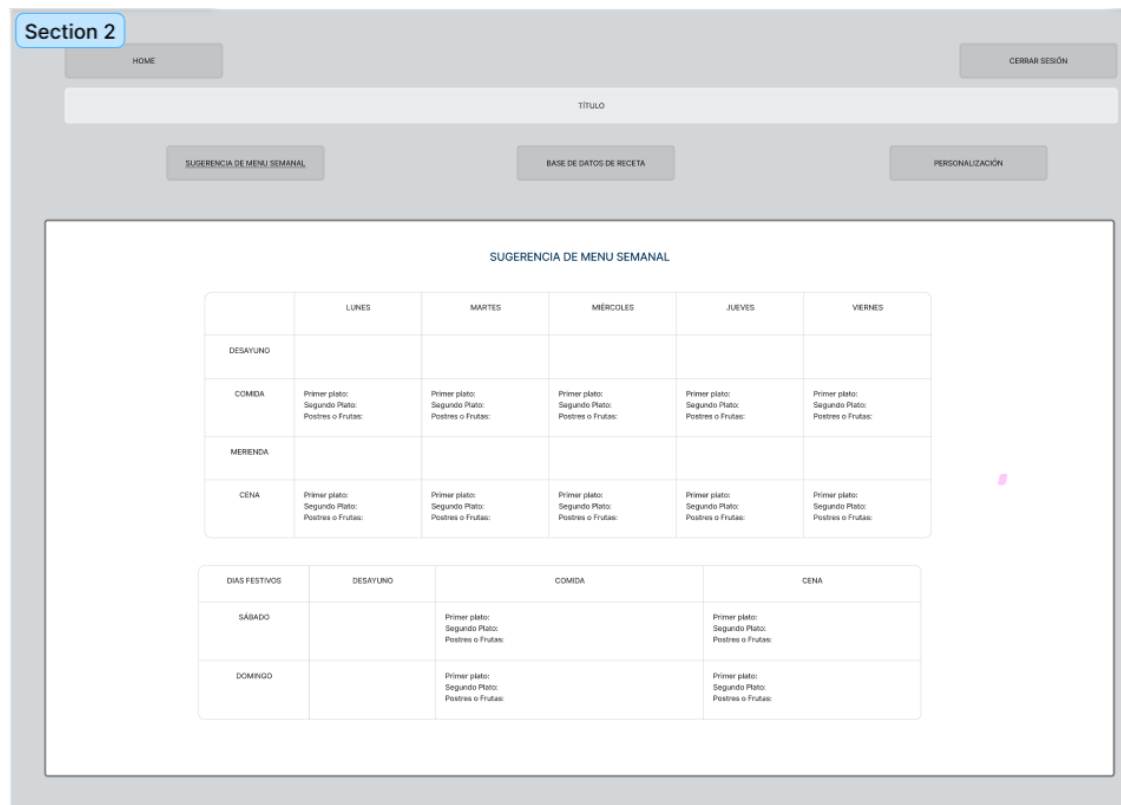 Section 2
HOME
CERRAR SESIÓN
TÍTULO
SUGERENCIA DE MENU SEMANAL
BASE DE DATOS DE RECETA
PERSONALIZACIÓN
SUGERENCIA DE MENU SEMANAL
LUNES MARTES MIÉRCOLES JUEVES VIERNES
DESAYUNO
COMIDA Primer plato: Primer plato: Primer plato: Primer plato: Primer plato:
Segundo Plato: Segundo Plato: Segundo Plato: Segundo Plato: Segundo Plato:
Postres o Frutas: Postres o Frutas: Postres o Frutas: Postres o Frutas: Postres o Frutas:
MERIENDA
CENA Primer plato: Primer plato: Primer plato: Primer plato: Primer plato:
Segundo Plato: Segundo Plato: Segundo Plato: Segundo Plato: Segundo Plato:
Postres o Frutas: Postres o Frutas: Postres o Frutas: Postres o Frutas: Postres o Frutas:
DIAS FESTIVOS DESAYUNO COMIDA CENA
SÁBADO Primer plato: Primer plato:
Segundo Plato: Segundo Plato:
Postres o Frutas: Postres o Frutas:
DOMINGO Primer plato: Primer plato:
Segundo Plato: Segundo Plato:
Postres o Frutas: Postres o Frutas: